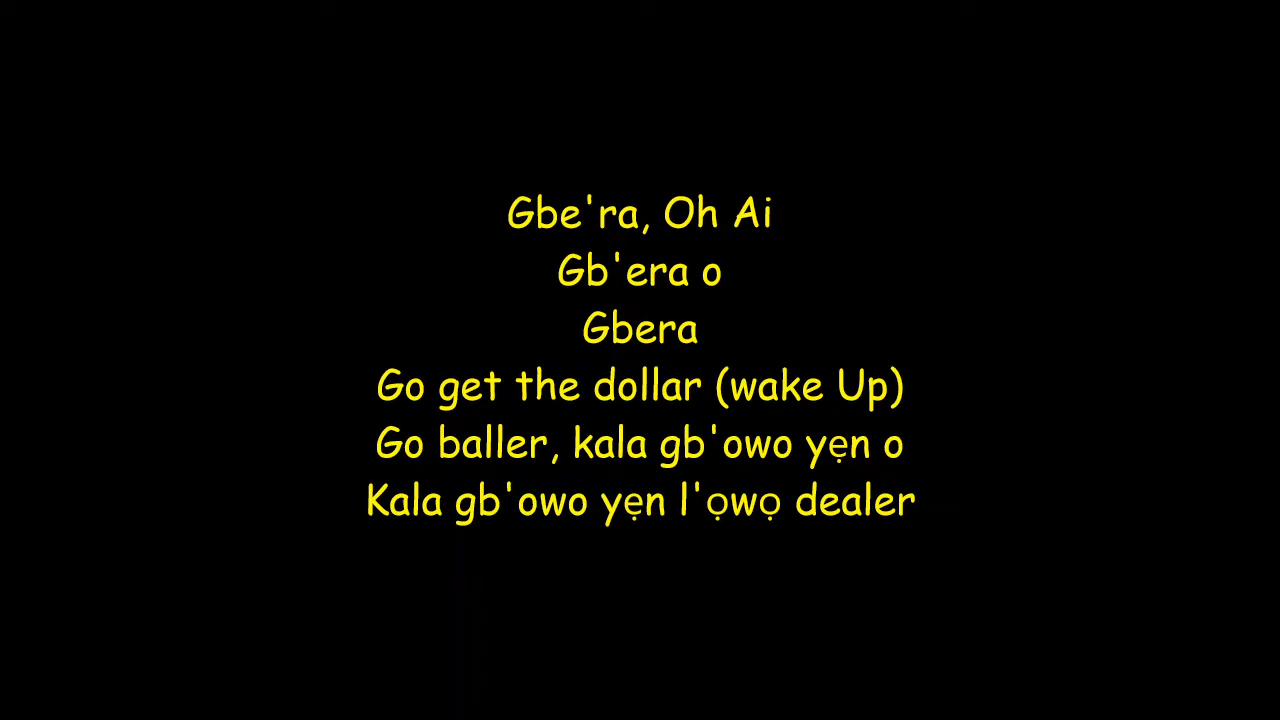 Gbe'ra, Oh Ai
Gb'era o
Gbera
Go get the dollar (wake Up)
Go baller, kala gb'owo yẹn o
Kala gb'owo yẹn l'ọwọ dealer